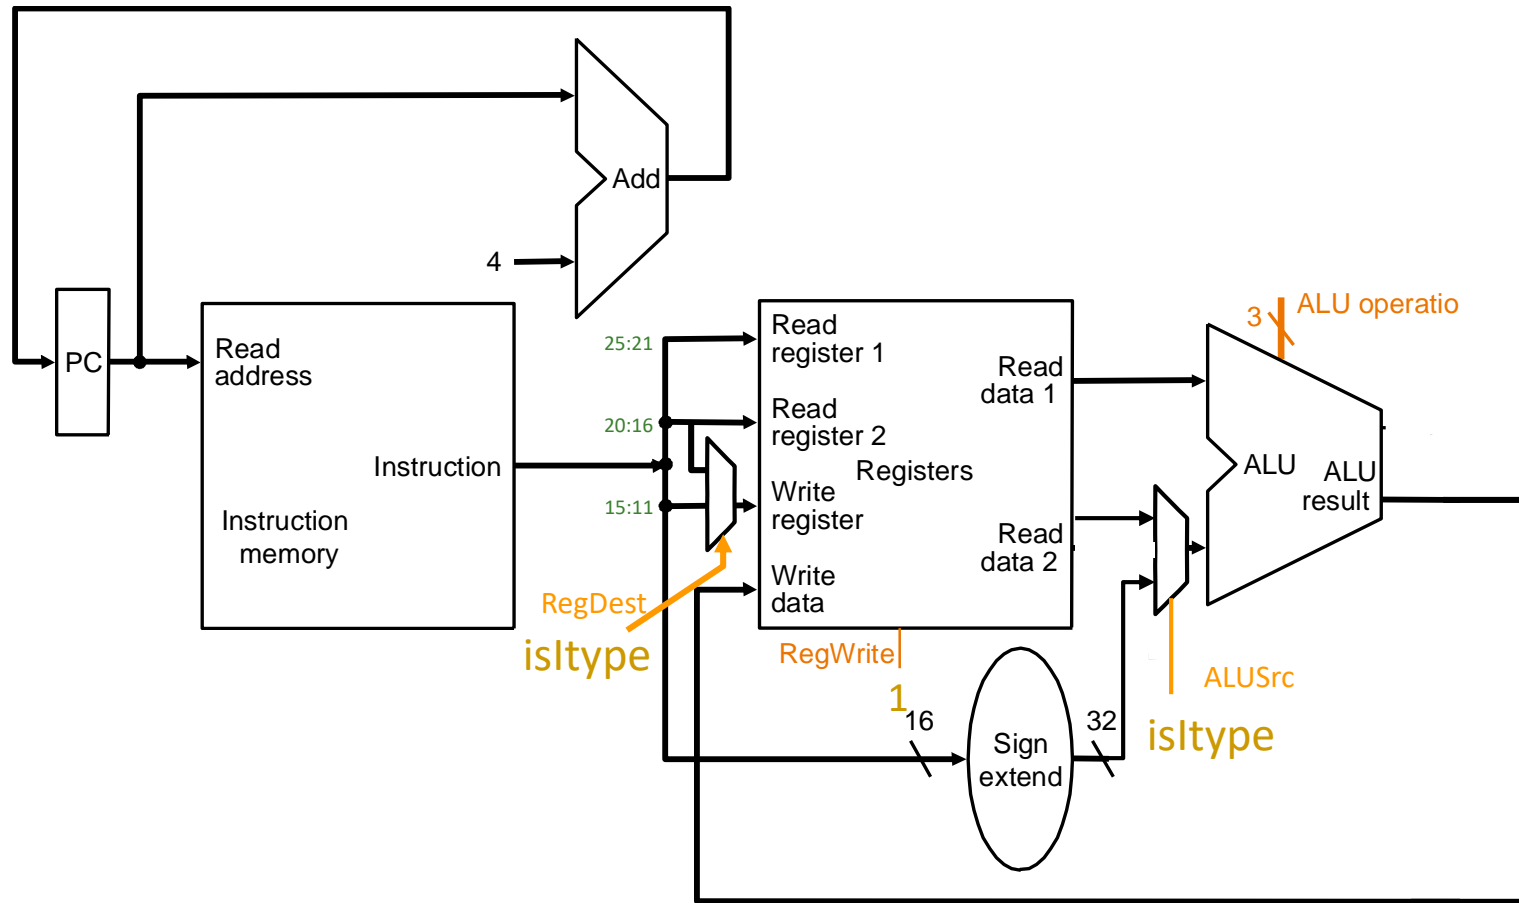 Add
4
PC
Read
address
Instruction
Instruction
memory
25:21
20:16
15:11
RegDest
isItype
Read
register 1
Read
register 2
Write
register
Write
data
Registers
Read
data 1
Read
data 2
RegWrite
1
16
Sign
extend
32
3
ALU operatio
ALU
ALU
result
ALUSrc
isItype